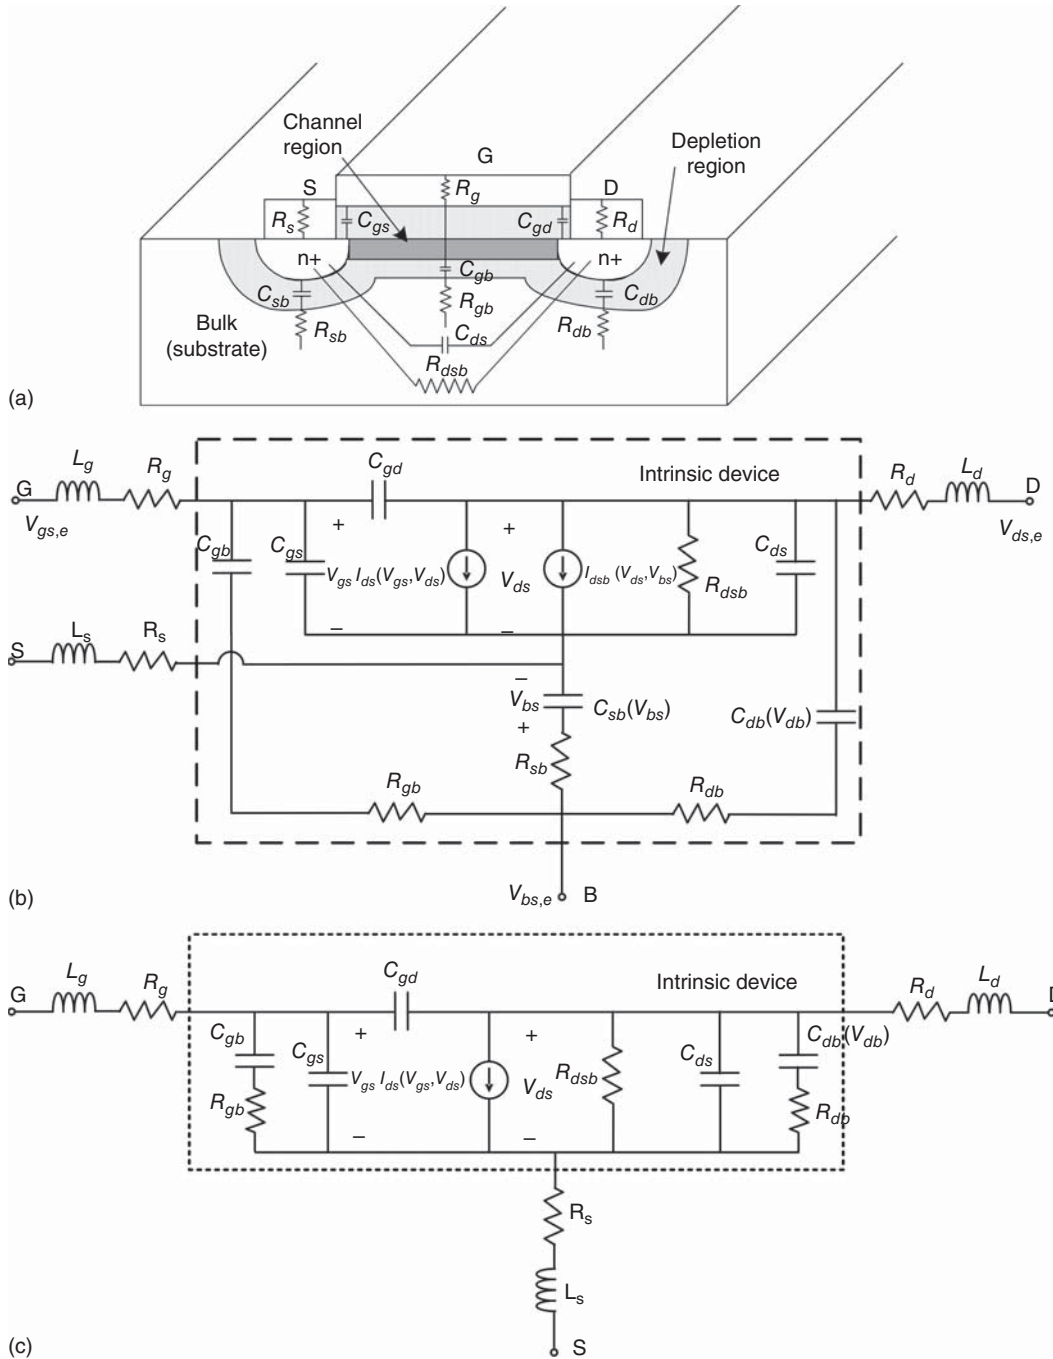 Channel
region
G
Depletion
region
S
D
R_g
R_s
C_gs
C_gd
R_d
n+
n+
C_gb
C_sb
C_db
R_gb
R_sb
C_ds
R_db
Bulk
(substrate)
R_dsb
(a)
L_g
R_g
C_gd
Intrinsic device
R_d
L_d
G
D
V_gs,e
V_ds,e
+
+
C_gb
C_gs
C_ds
V_gs I_ds(V_gs,V_ds)
V_ds
I_dsb (V_ds,V_bs)
R_dsb
–
–
L_s
R_s
S
–
V_bs
C_sb(V_bs)
C_db(V_db)
+
R_sb
R_gb
R_db
V_bs,e
B
(b)
L_g
R_g
C_gd
Intrinsic device
R_d
L_d
G
D
+
+
C_gb
C_db (V_db)
C_gs
C_ds
V_gs I_ds(V_gs,V_ds)
V_ds
R_dsb
R_gb
R_db
–
–
R_s
L_s
S
(c)